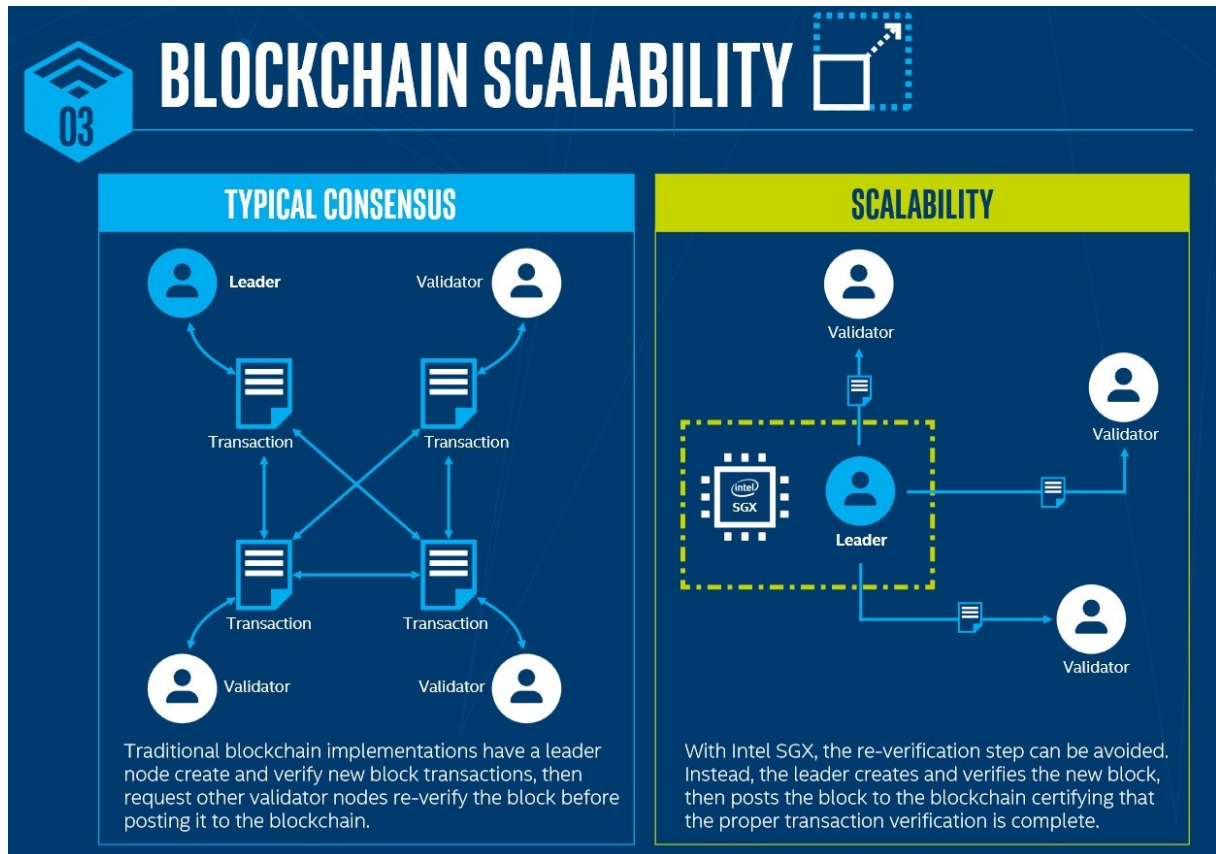 03
BLOCKCHAIN SCALABILITY
TYPICAL CONSENSUS
Leader
Validator
Transaction
Transaction
Transaction
Transaction
Validator
Validator
Traditional blockchain implementations have a leader
node create and verify new block transactions, then
request other validator nodes re-verify the block before
posting it to the blockchain.
SCALABILITY
Validator
Validator
intel
SGX
Leader
Validator
With Intel SGX, the re-verification step can be avoided.
Instead, the leader creates and verifies the new block,
then posts the block to the blockchain certifying that
the proper transaction verification is complete.